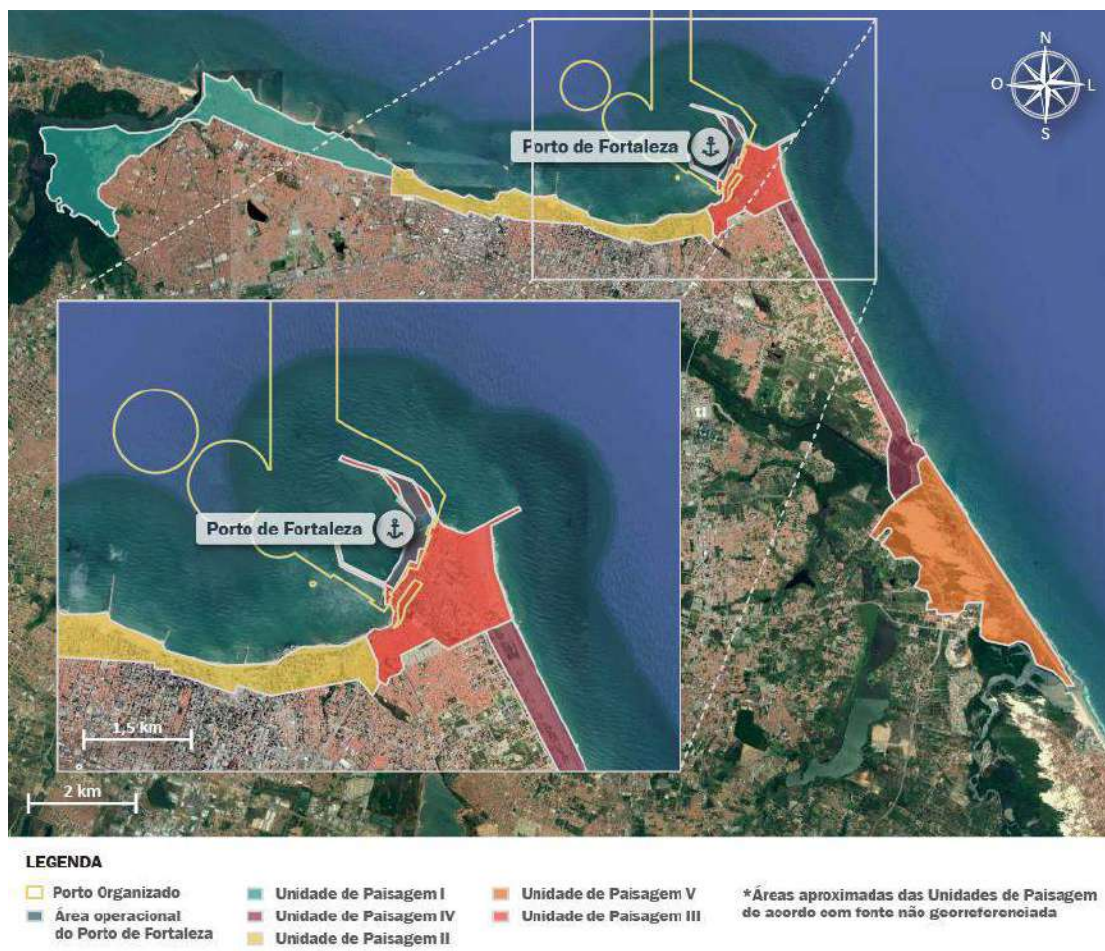 N
O
L
S
Porto de Fortaleza
Porto de Fortaleza
1,5 km
2 km
LEGENDA
Porto Organizado
Área operacional
do Porto de Fortaleza
Unidade de Paisagem I
Unidade de Paisagem IV
Unidade de Paisagem II
Unidade de Paisagem V
Unidade de Paisagem III
*Áreas aproximadas das Unidades de Paisagem
de acordo com fonte não georreferenciada